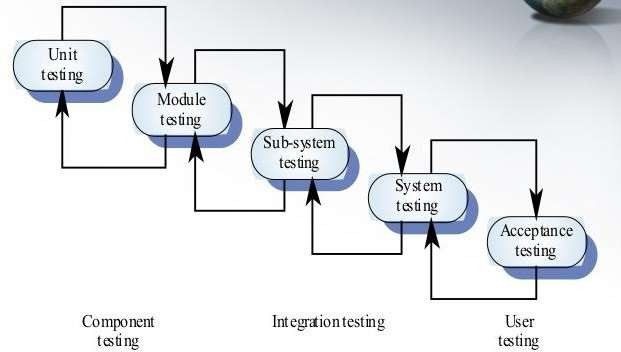 Unit
testing
Module
testing
Sub-system
testing
System
testing
Acceptance
testing
Component
testing
Integration testing
User
testing